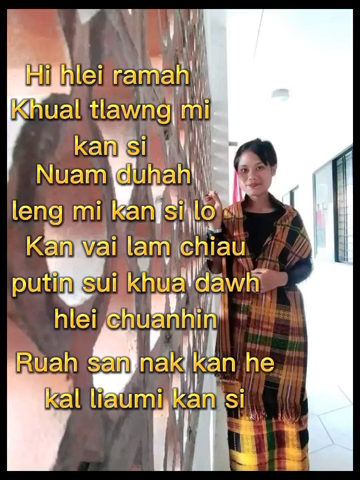 Hi hlei ramah
Khual tlawng mi
kan si
Nuam duhah
leng mi kan si lo
Kan vai lam chiau
putin sui khua dawh
hlei chuanhin
Ruah san nak kan he
kal liaumi kan si